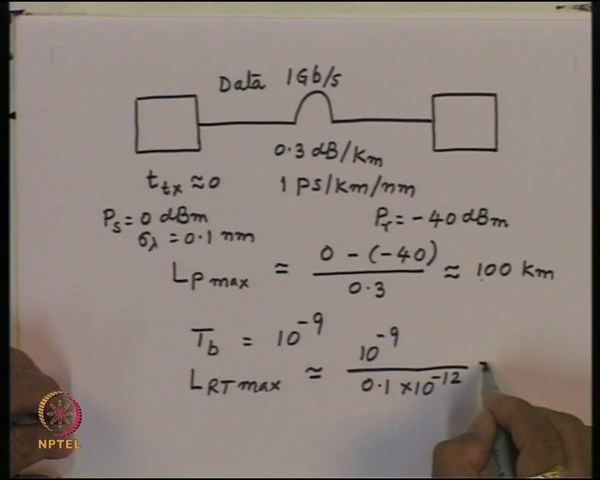 Data 1Gb/s
0.3 dB/Km
t_tx ≈ 0 1 ps/km/nm
P_s = 0 dBm P_r = -40 dBm
σ_λ = 0.1 nm
L_P max ≈ 0 - (-40) / 0.3 ≈ 100 km
T_b = 10^-9
L_RT max ≈ 10^-9 / 0.1 × 10^-12
NPTEL